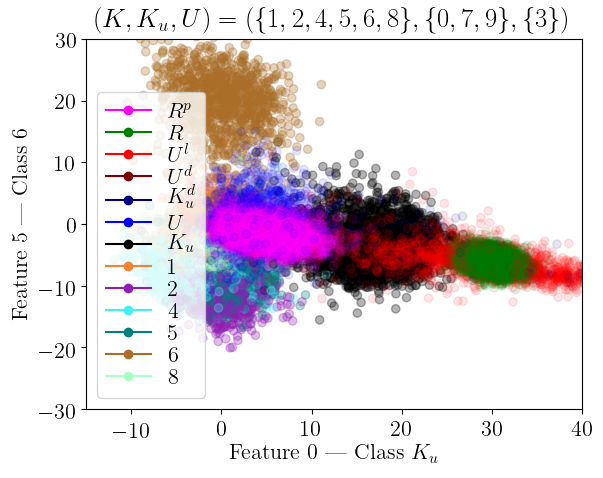 (K, K_u, U) = ({1, 2, 4, 5, 6, 8}, {0, 7, 9}, {3})
30
20
10
0
−10
−20
−30
Feature 5 — Class 6
R^p
R
U^l
U^d
K_u^d
U
K_u
1
2
4
5
6
8
−10
0
10
20
30
40
Feature 0 — Class K_u